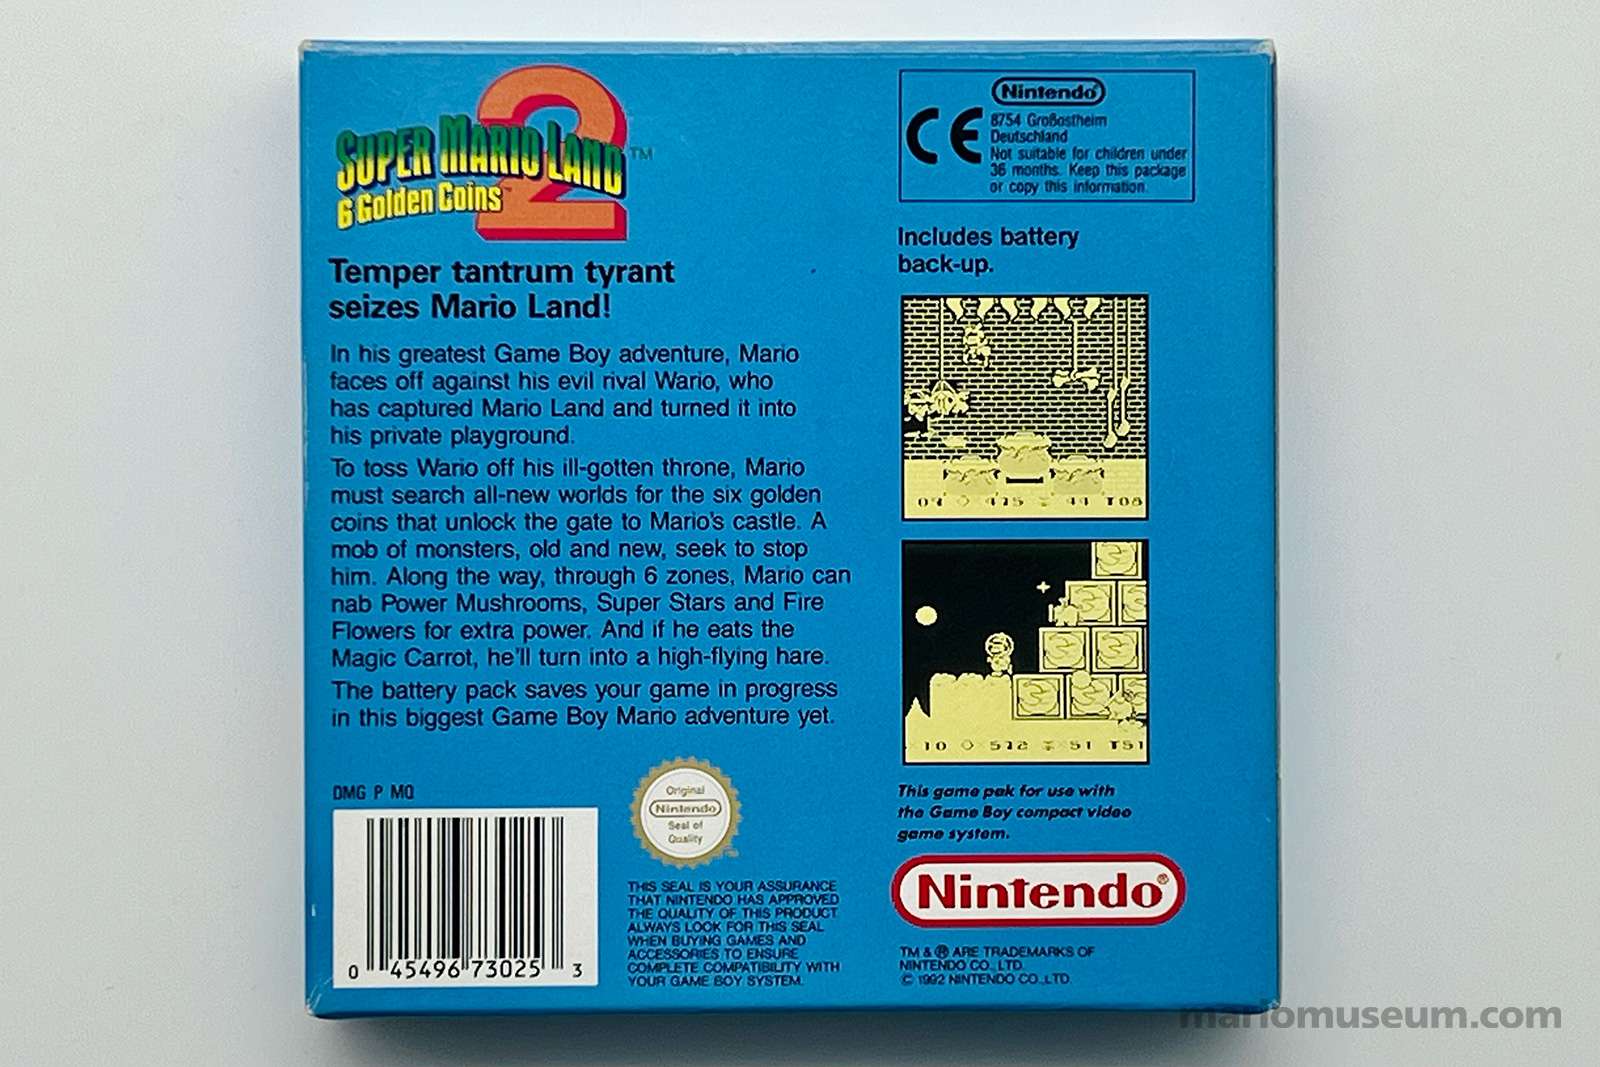 2
SUPER MARIO LAND™
6 Golden Coins
Temper tantrum tyrant
seizes Mario Land!
In his greatest Game Boy adventure, Mario
faces off against his evil rival Wario, who
has captured Mario Land and turned it into
his private playground.
To toss Wario off his ill-gotten throne, Mario
must search all-new worlds for the six golden
coins that unlock the gate to Mario's castle. A
mob of monsters, old and new, seek to stop
him. Along the way, through 6 zones, Mario can
nab Power Mushrooms, Super Stars and Fire
Flowers for extra power. And if he eats the
Magic Carrot, he'll turn into a high-flying hare.
The battery pack saves your game in progress
in this biggest Game Boy Mario adventure yet.
DMG P MQ
0 45496 73025 3
Original
Nintendo
Seal of
Quality
THIS SEAL IS YOUR ASSURANCE
THAT NINTENDO HAS APPROVED
THE QUALITY OF THIS PRODUCT.
ALWAYS LOOK FOR THIS SEAL
WHEN BUYING GAMES AND
ACCESSORIES TO ENSURE
COMPLETE COMPATIBILITY WITH
YOUR GAME BOY SYSTEM.
Nintendo®
CE
8754 Großostheim
Deutschland
Not suitable for children under
36 months. Keep this package
or copy this information.
Includes battery
back-up.
T08
×10 572 ×51 T51
This game pak for use with
the Game Boy compact video
game system.
Nintendo®
TM & ® ARE TRADEMARKS OF
NINTENDO CO., LTD.
© 1992 NINTENDO CO., LTD.
mariomuseum.com